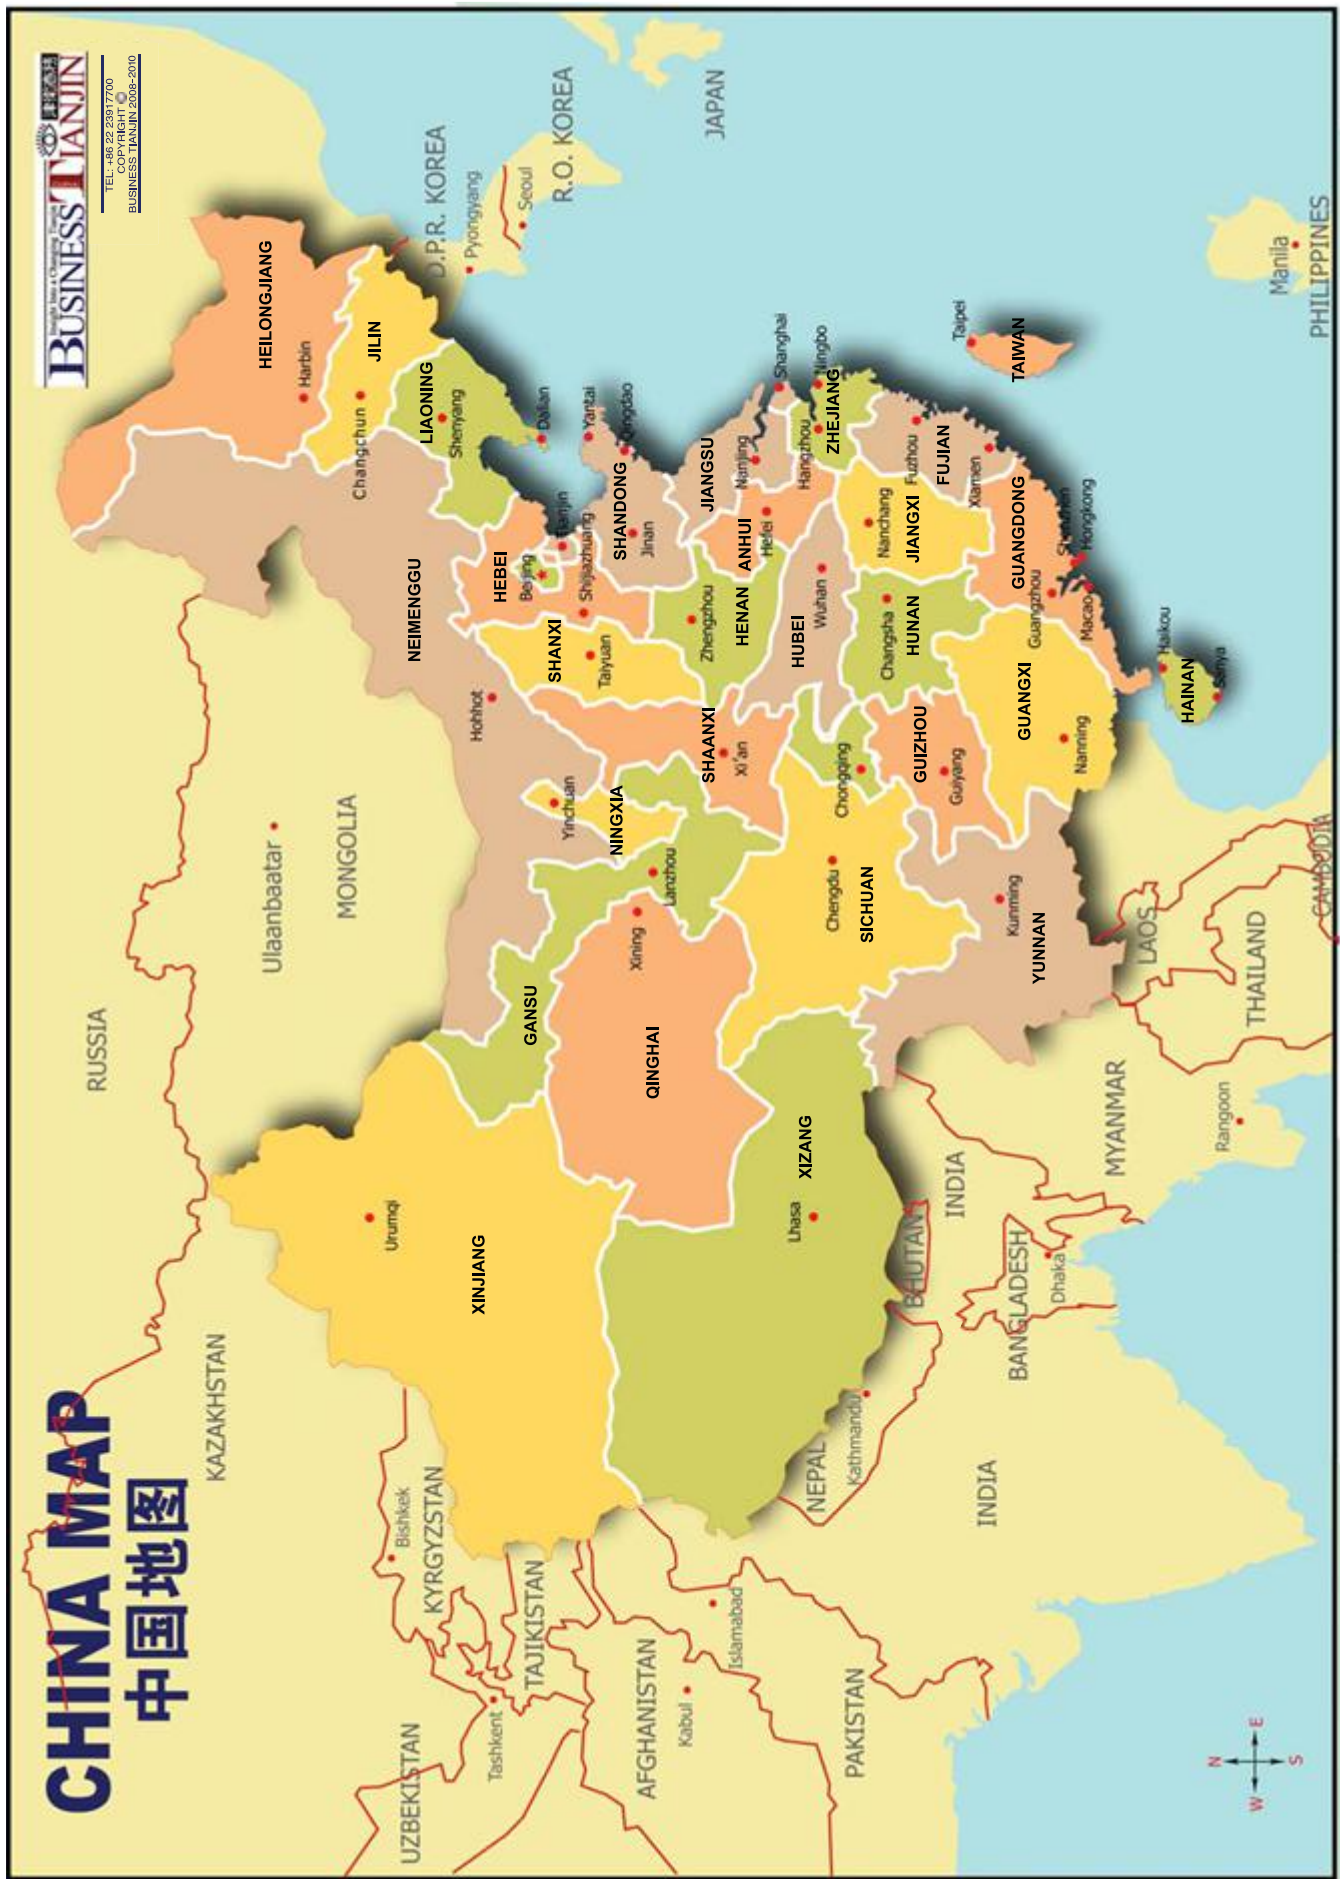 CHINA MAP
中国地图
Insight Into a Changing Tianjin
BUSINESS TIANJIN
TEL: +86 22 23917700
COPYRIGHT ©
BUSINESS TIANJIN 2008-2010
RUSSIA
KAZAKHSTAN
MONGOLIA
Ulaanbaatar
HEILONGJIANG
Harbin
JILIN
Changchun
LIAONING
Shenyang
Dalian
D.P.R. KOREA
Pyongyang
Seoul
R.O. KOREA
JAPAN
NEIMENGGU
Hohhot
HEBEI
Beijing
Tianjin
Shijiazhuang
SHANXI
Taiyuan
SHANDONG
Jinan
Yantai
Qingdao
Yinchuan
NINGXIA
GANSU
Lanzhou
Xining
QINGHAI
XINJIANG
Urumqi
KYRGYZSTAN
Bishkek
UZBEKISTAN
Tashkent
TAJIKISTAN
AFGHANISTAN
Kabul
Islamabad
PAKISTAN
XIZANG
Lhasa
SHAANXI
Xi'an
HENAN
Zhengzhou
JIANGSU
Nanjing
ANHUI
Hefei
Shanghai
Ningbo
Hangzhou
ZHEJIANG
HUBEI
Wuhan
Chongqing
SICHUAN
Chengdu
HUNAN
Changsha
JIANGXI
Nanchang
FUJIAN
Fuzhou
Xiamen
Taipei
TAIWAN
GUIZHOU
Guiyang
YUNNAN
Kunming
GUANGXI
Nanning
GUANGDONG
Guangzhou
Shenzhen
Hongkong
Macao
Haikou
HAINAN
Sanya
NEPAL
Kathmandu
BHUTAN
INDIA
BANGLADESH
Dhaka
INDIA
MYANMAR
Rangoon
LAOS
THAILAND
CAMBODIA
Manila
PHILIPPINES
N
W
E
S